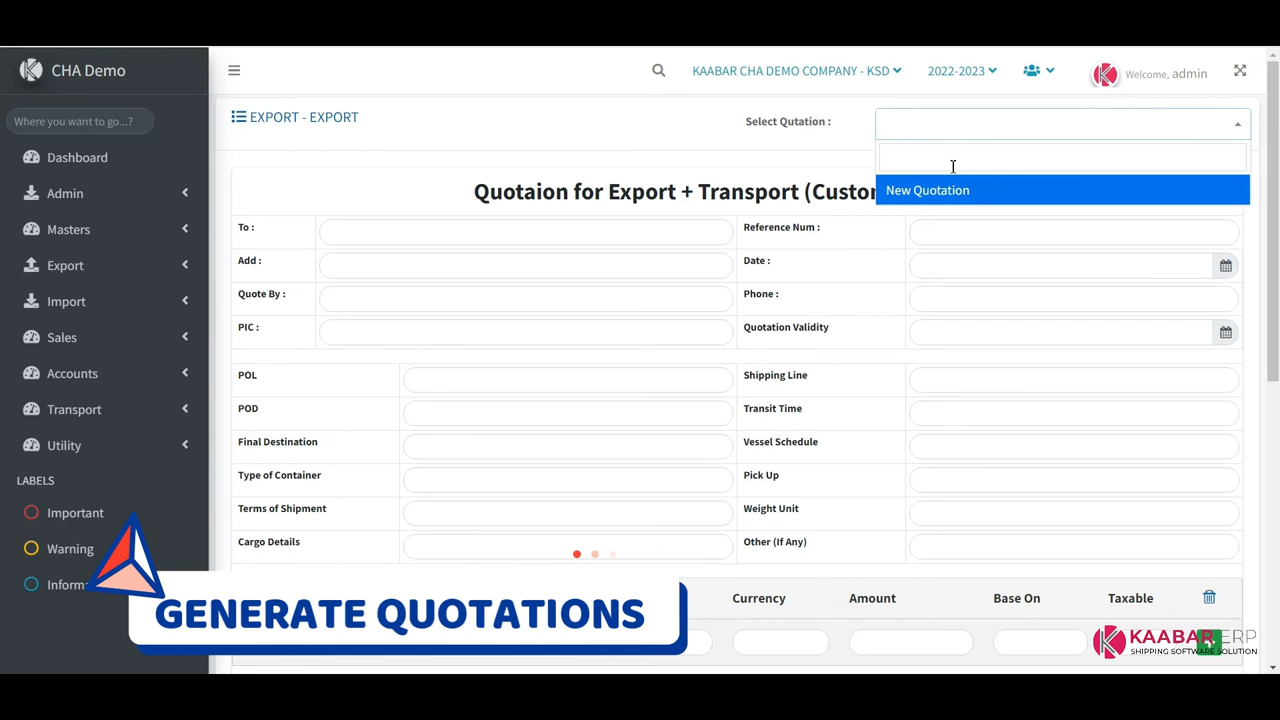 CHA Demo
KAABAR CHA DEMO COMPANY - KSD
2022-2023
Welcome, admin
Where you want to go...?
Dashboard
Admin
Masters
Export
Import
Sales
Accounts
Transport
Utility
LABELS
Important
Warning
EXPORT - EXPORT
Select Qutation :
New Quotation
Quotaion for Export + Transport
To :
Reference Num :
Add :
Date :
Quote By :
Phone :
PIC :
Quotation Validity
POL
Shipping Line
POD
Transit Time
Final Destination
Vessel Schedule
Type of Container
Pick Up
Terms of Shipment
Weight Unit
Cargo Details
Other (If Any)
Currency
Amount
Base On
Taxable
GENERATE QUOTATIONS
KAABAR ERP
SHIPPING SOFTWARE SOLUTION